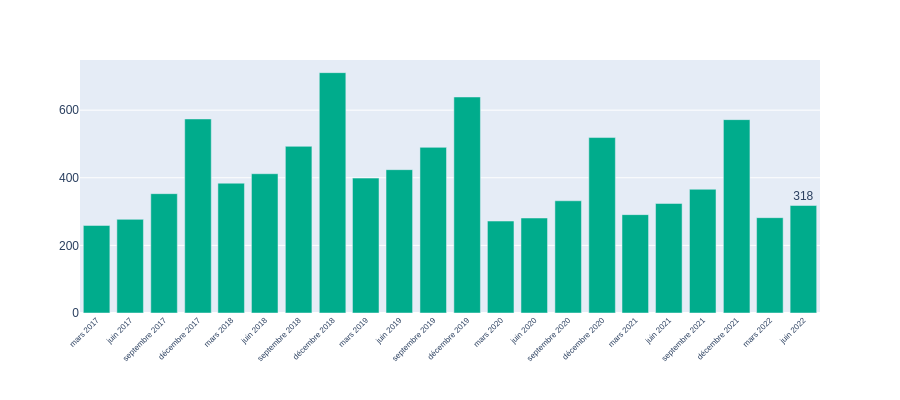 600
400
200
0
318
mars 2017
juin 2017
septembre 2017
décembre 2017
mars 2018
juin 2018
septembre 2018
décembre 2018
mars 2019
juin 2019
septembre 2019
décembre 2019
mars 2020
juin 2020
septembre 2020
décembre 2020
mars 2021
juin 2021
septembre 2021
décembre 2021
mars 2022
juin 2022